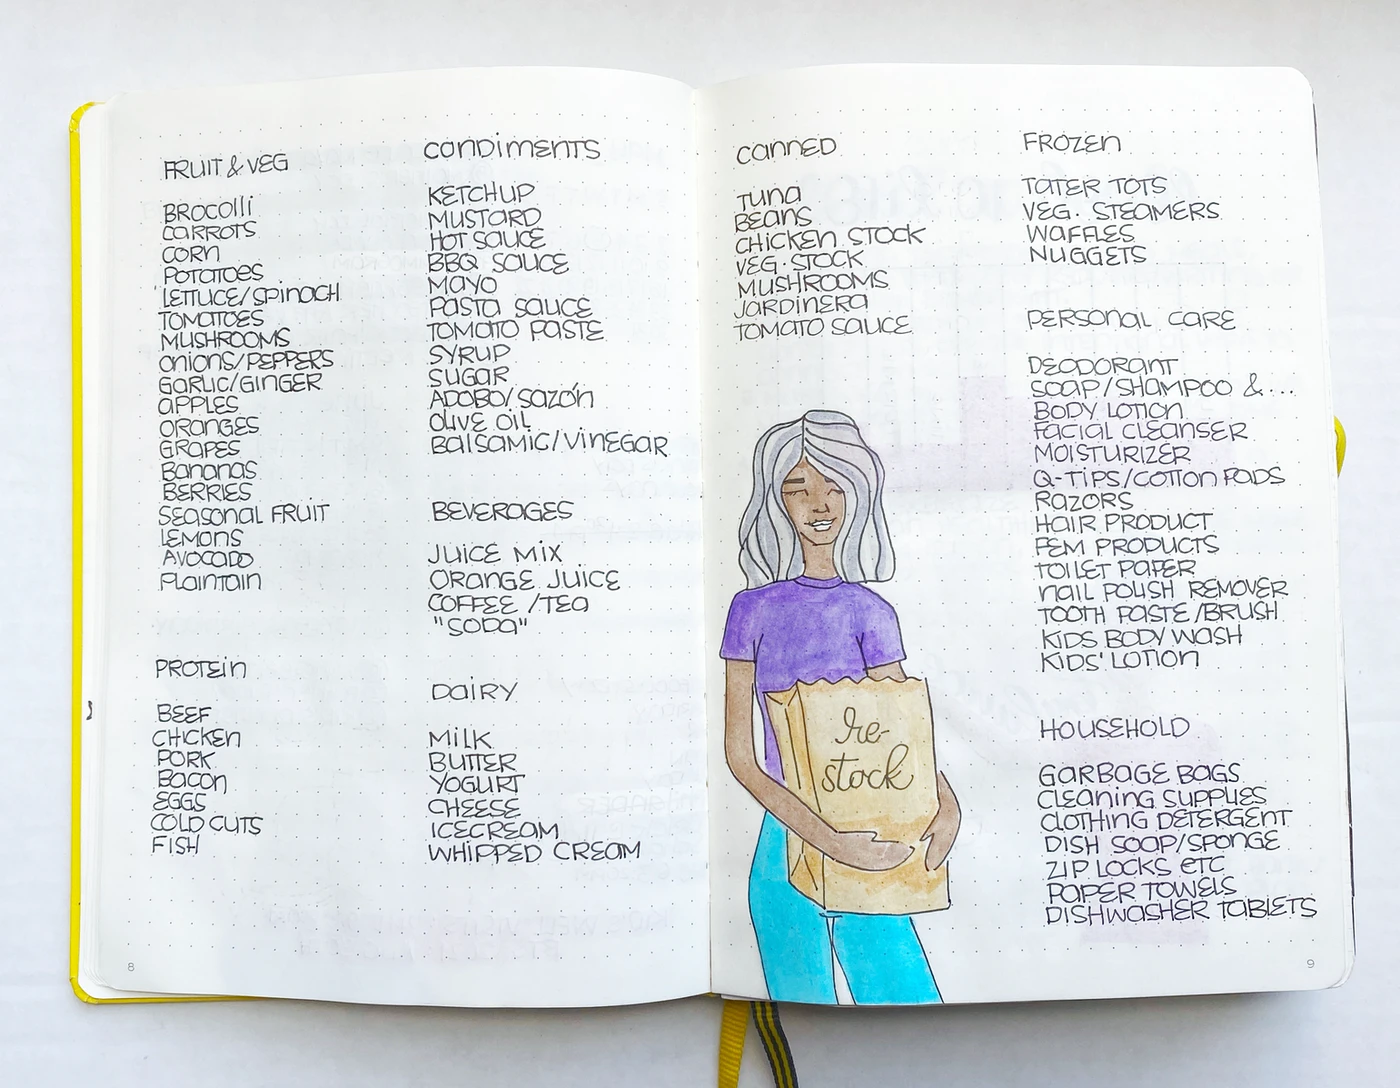 FRUIT & VEG
BROCOLLI
CARROTS
CORN
POTATOES
LETTUCE/SPINACH
TOMATOES
MUSHROOMS
ONIONS/PEPPERS
GARLIC/GINGER
APPLES
ORANGES
GRAPES
BANANAS
BERRIES
SEASONAL FRUIT
LEMONS
AVOCADO
PLAINTAIN
PROTEIN
BEEF
CHICKEN
PORK
BACON
EGGS
COLD CUTS
FISH
8
CONDIMENTS
KETCHUP
MUSTARD
HOT SAUCE
BBQ SAUCE
MAYO
PASTA SAUCE
TOMATO PASTE
SYRUP
SUGAR
ADOBO/SAZÓN
OLIVE OIL
BALSAMIC/VINEGAR
BEVERAGES
JUICE MIX
ORANGE JUICE
COFFEE /TEA
"SODA"
DAIRY
MILK
BUTTER
YOGURT
CHEESE
ICECREAM
WHIPPED CREAM
CANNED
TUNA
BEANS
CHICKEN STOCK
VEG. STOCK
MUSHROOMS
JARDINERA
TOMATO SAUCE
re-
stock
FROZEN
TATER TOTS
VEG. STEAMERS
WAFFLES
NUGGETS
PERSONAL CARE
DEODORANT
SOAP/SHAMPOO &...
BODY LOTION
FACIAL CLEANSER
MOISTURIZER
Q-TIPS/COTTON PADS
RAZORS
HAIR PRODUCT
FEM PRODUCTS
TOILET PAPER
NAIL POLISH REMOVER
TOOTH PASTE/BRUSH
KIDS BODY WASH
KIDS' LOTION
HOUSEHOLD
GARBAGE BAGS
CLEANING SUPPLIES
CLOTHING DETERGENT
DISH SOAP/SPONGE
ZIP LOCKS ETC
PAPER TOWELS
DISHWASHER TABLETS
9